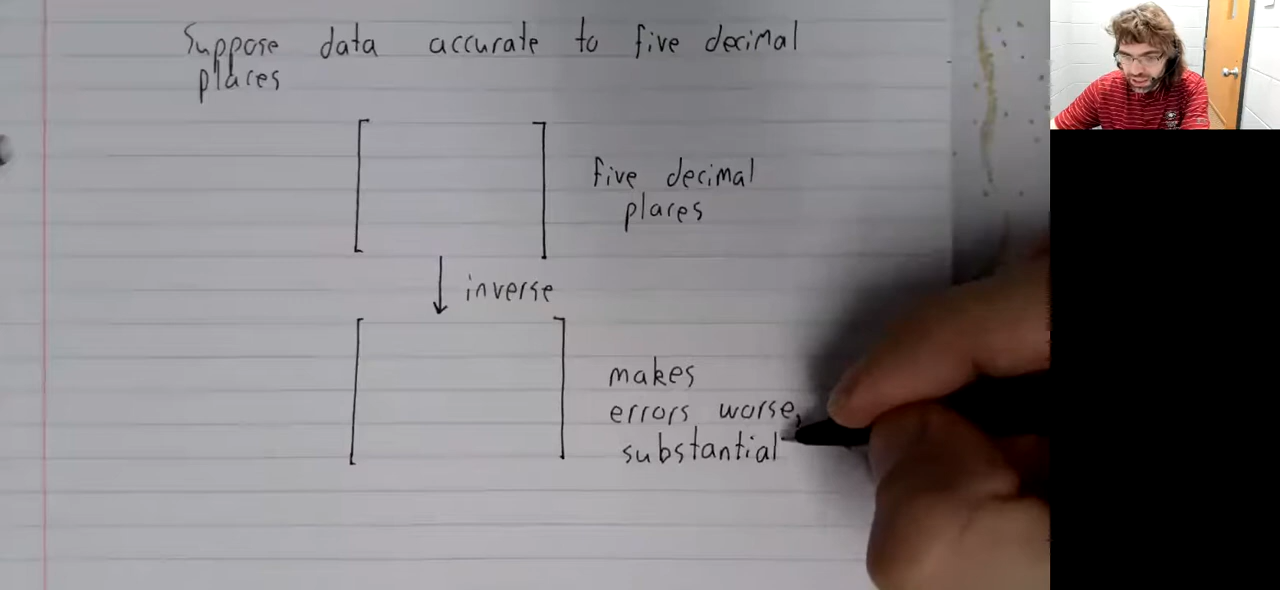 Suppose data accurate to five decimal
places
five decimal
places
inverse
makes
errors worse,
substantial